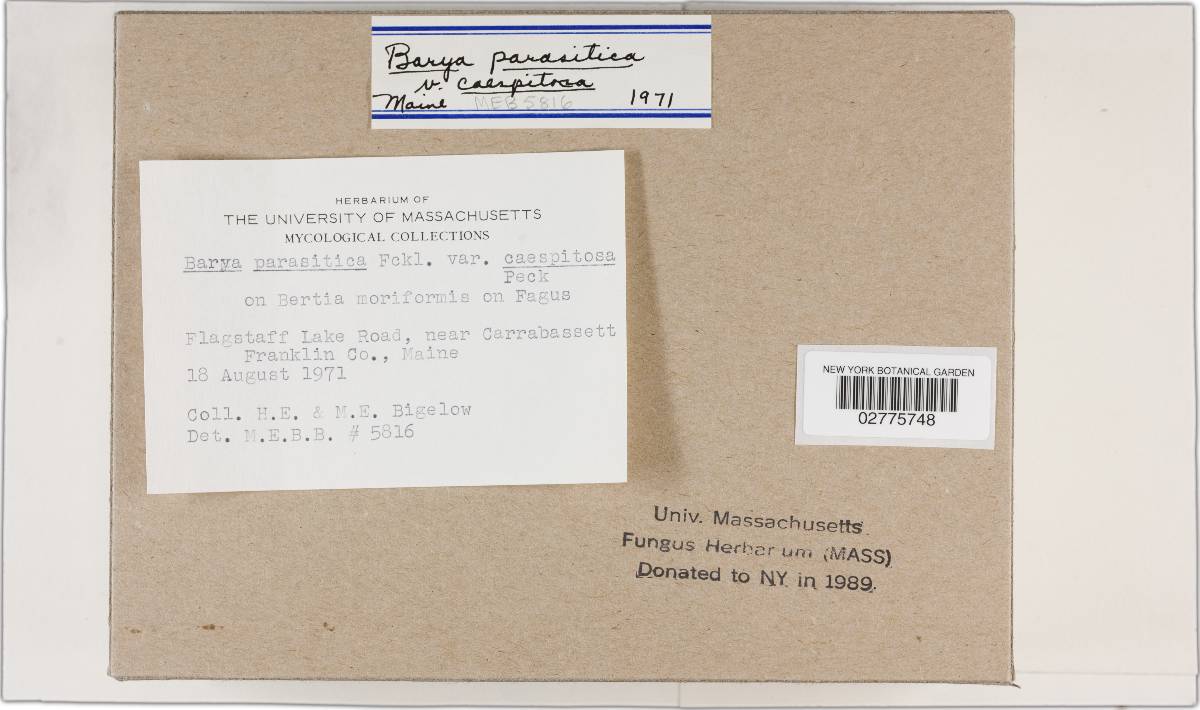 Barya parasitica
v. caespitosa
Maine MEB 5816 1971
HERBARIUM OF
THE UNIVERSITY OF MASSACHUSETTS
MYCOLOGICAL COLLECTIONS
Barya parasitica Fckl. var. caespitosa
Peck
on Bertia moriformis on Fagus
Flagstaff Lake Road, near Carrabassett
Franklin Co., Maine
18 August 1971
Coll. H.E. & M.E. Bigelow
Det. M.E.B.B. # 5816
NEW YORK BOTANICAL GARDEN
02775748
Univ. Massachusetts
Fungus Herbarium (MASS)
Donated to NY in 1989.